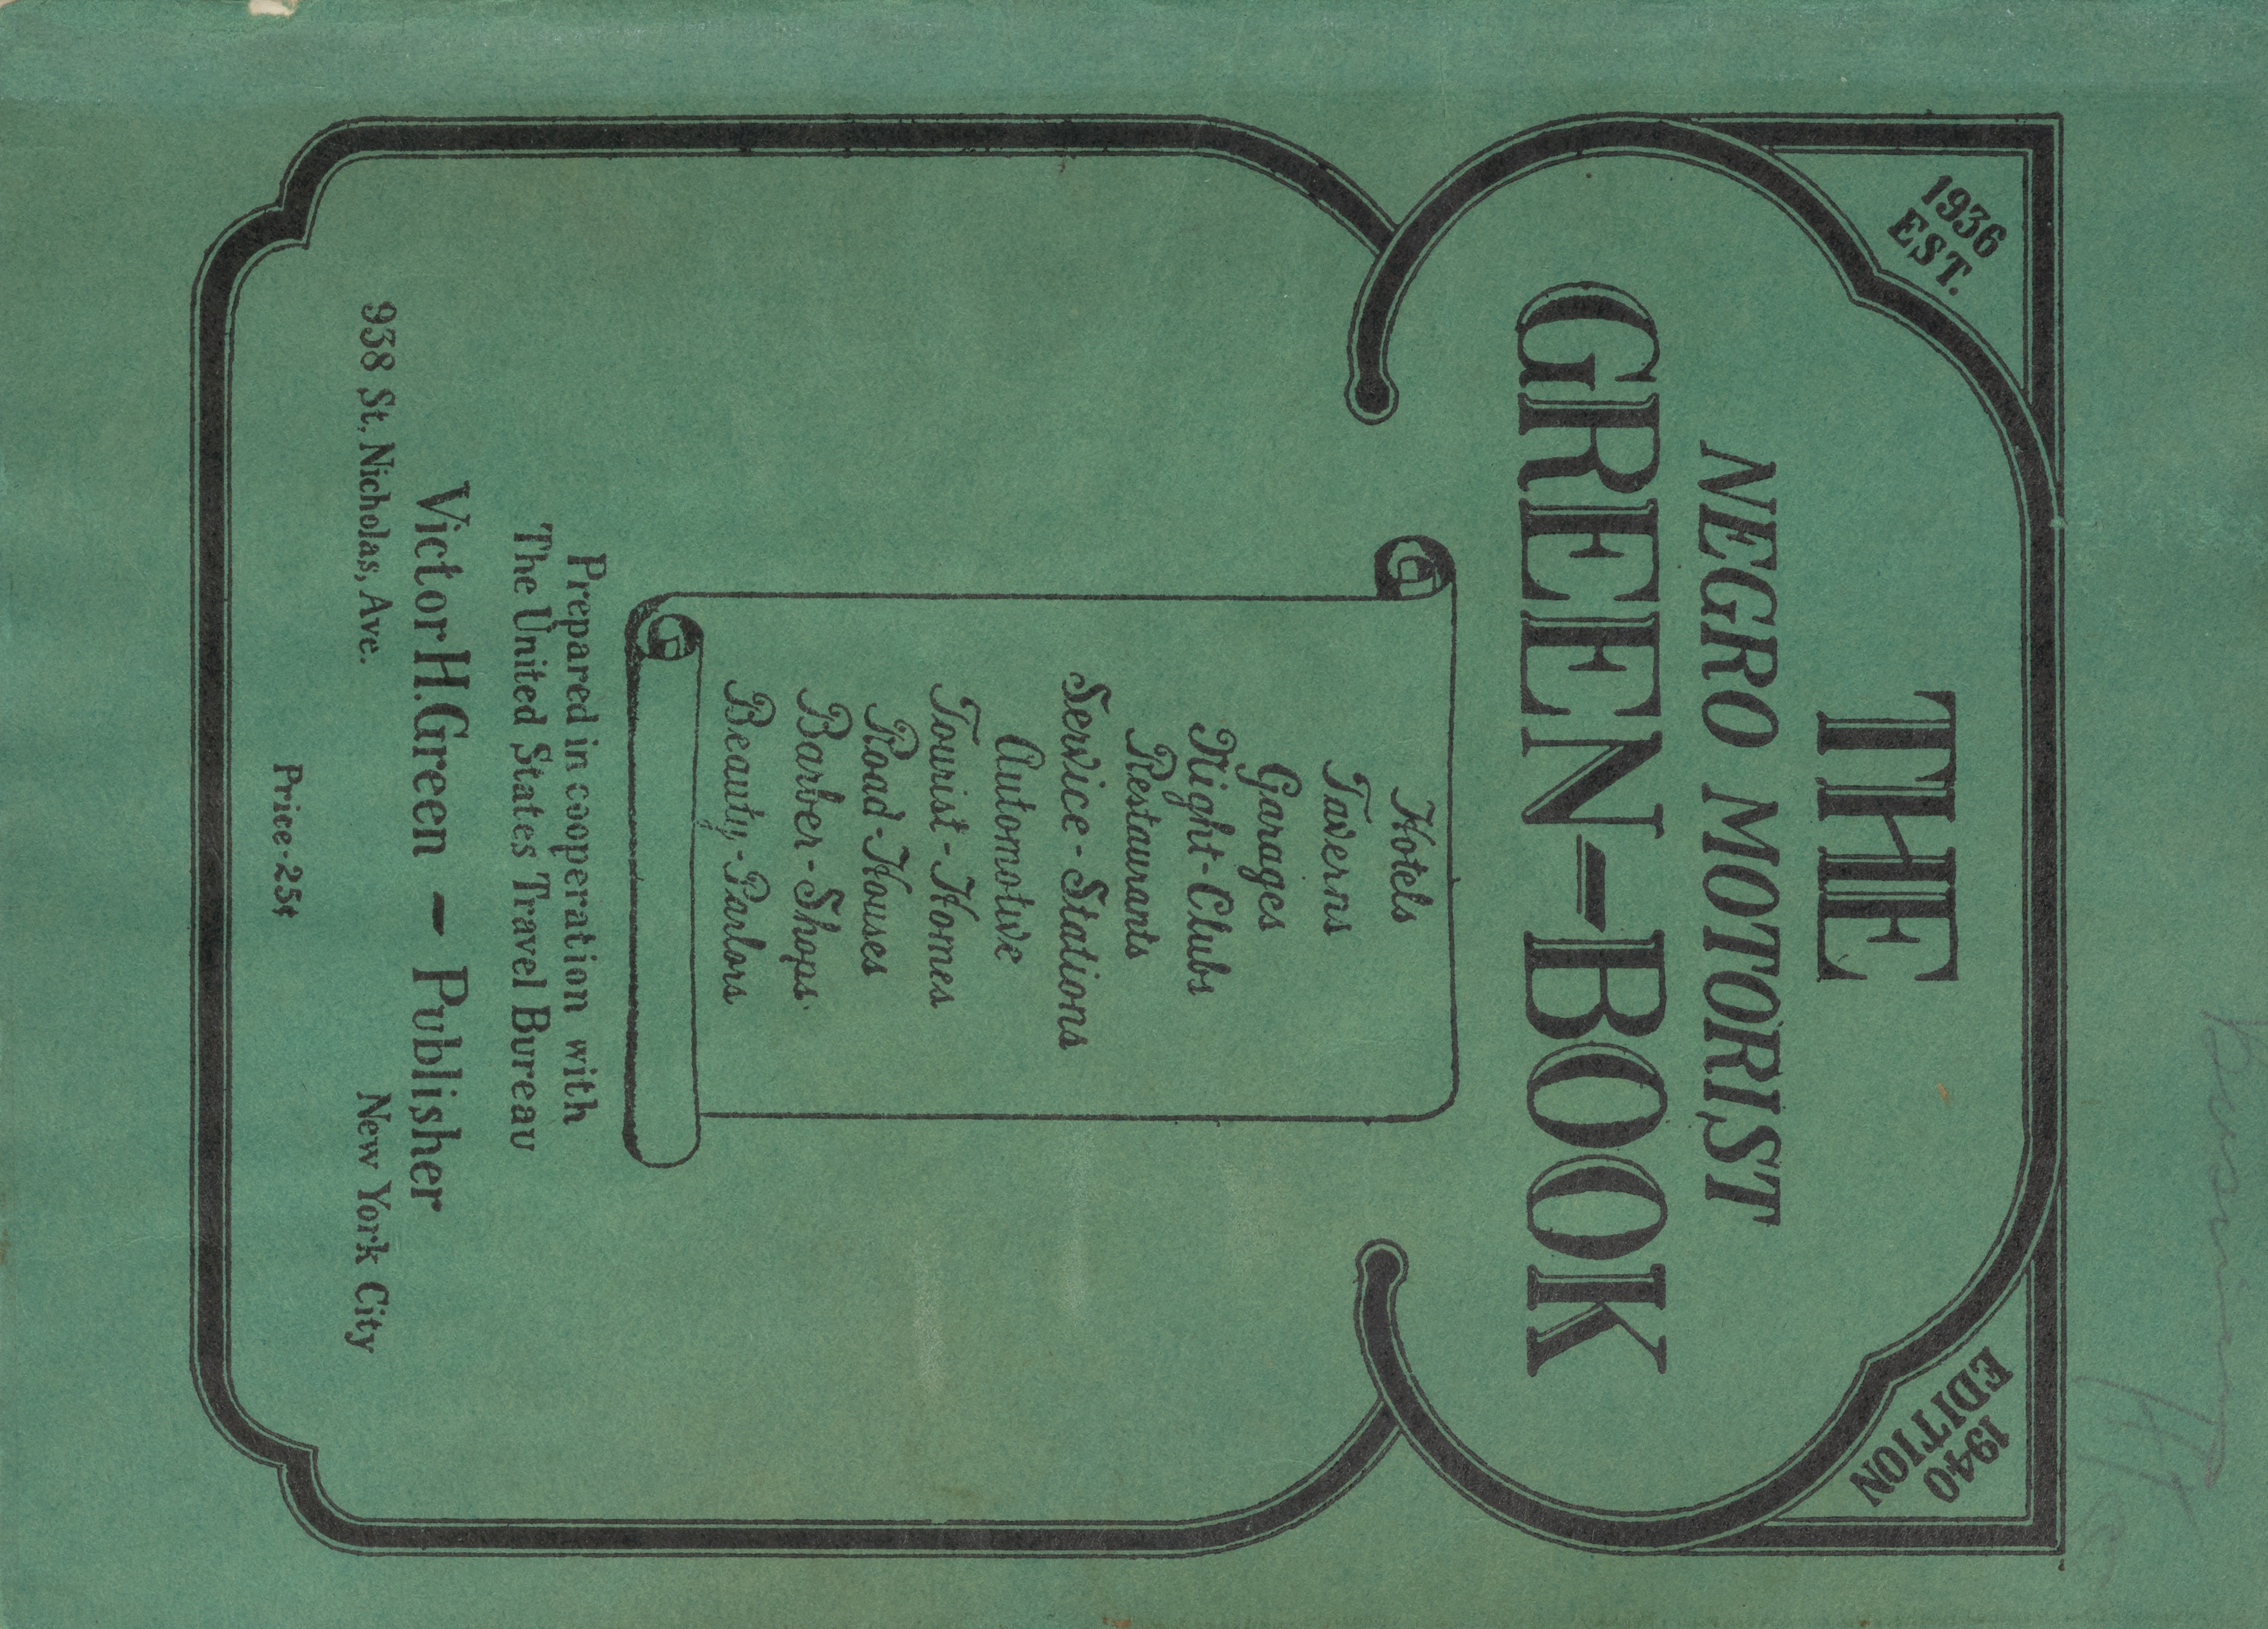 1936
EST.
1940
EDITION
THE
NEGRO MOTORIST
GREEN-BOOK
Hotels
Taverns
Garages
Night-Clubs
Restaurants
Service-Stations
Automotive
Tourist-Homes
Road-Houses
Barber-Shops
Beauty-Parlors
Prepared in cooperation with
The United States Travel Bureau
Victor H. Green - Publisher
938 St. Nicholas, Ave. New York City
Price-25¢